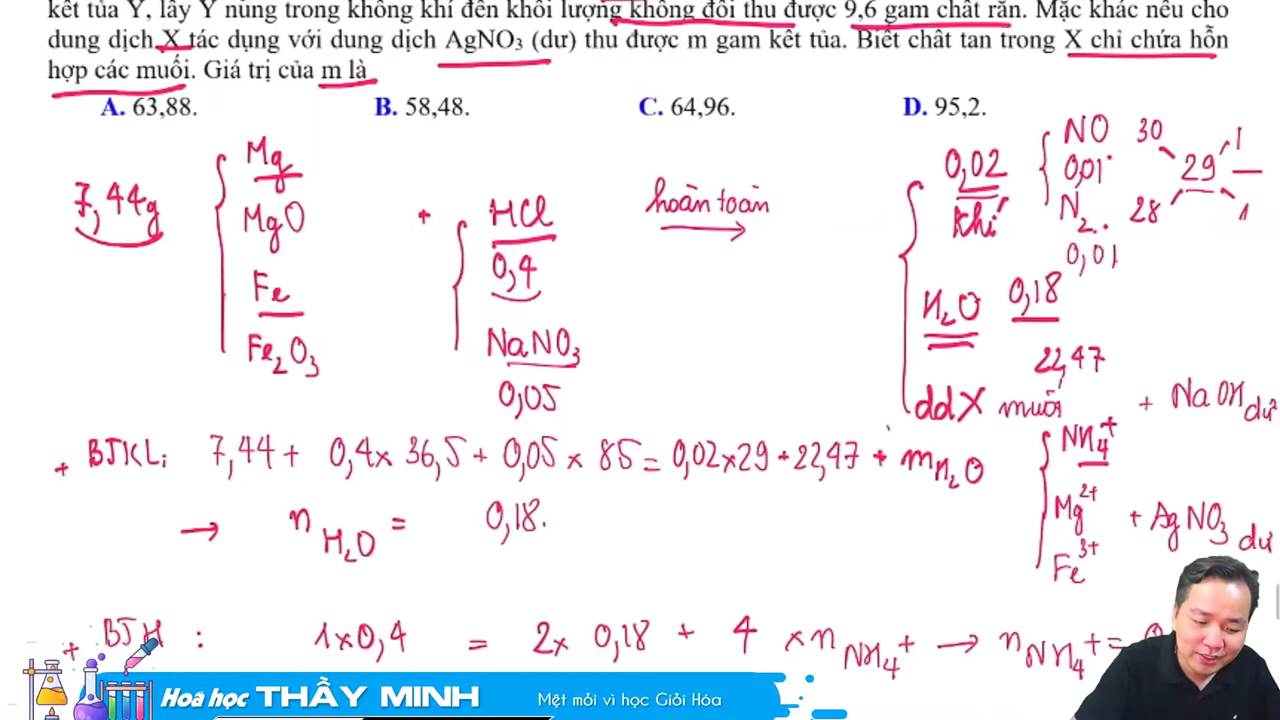 kết tủa Y, lấy Y nung trong không khí đến khối lượng không đổi thu được 9,6 gam chất rắn. Mặc khác nếu cho
dung dịch X tác dụng với dung dịch AgNO₃ (dư) thu được m gam kết tủa. Biết chất tan trong X chỉ chứa hỗn
hợp các muối. Giá trị của m là
A. 63,88. B. 58,48. C. 64,96. D. 95,2.
7,44g
Mg
MgO
Fe
Fe₂O₃
+
HCl
0,4
NaNO₃
0,05
hoàn toàn
0,02
khí
NO 30
0,01
N₂ 28
0,01
29
1
1
H₂O 0,18
22,47
ddX muối + NaOH dư
NH₄⁺
Mg²⁺
Fe³⁺
+ AgNO₃ dư
+ BTKL: 7,44 + 0,4 x 36,5 + 0,05 x 85 = 0,02 x 29 + 22,47 + mH₂O
→ nH₂O = 0,18.
+ BTH : 1x0,4 = 2x 0,18 + 4 x nNH₄⁺ → nNH₄⁺ =
Hoá học THẦY MINH
Mệt mỏi vì học Giỏi Hóa